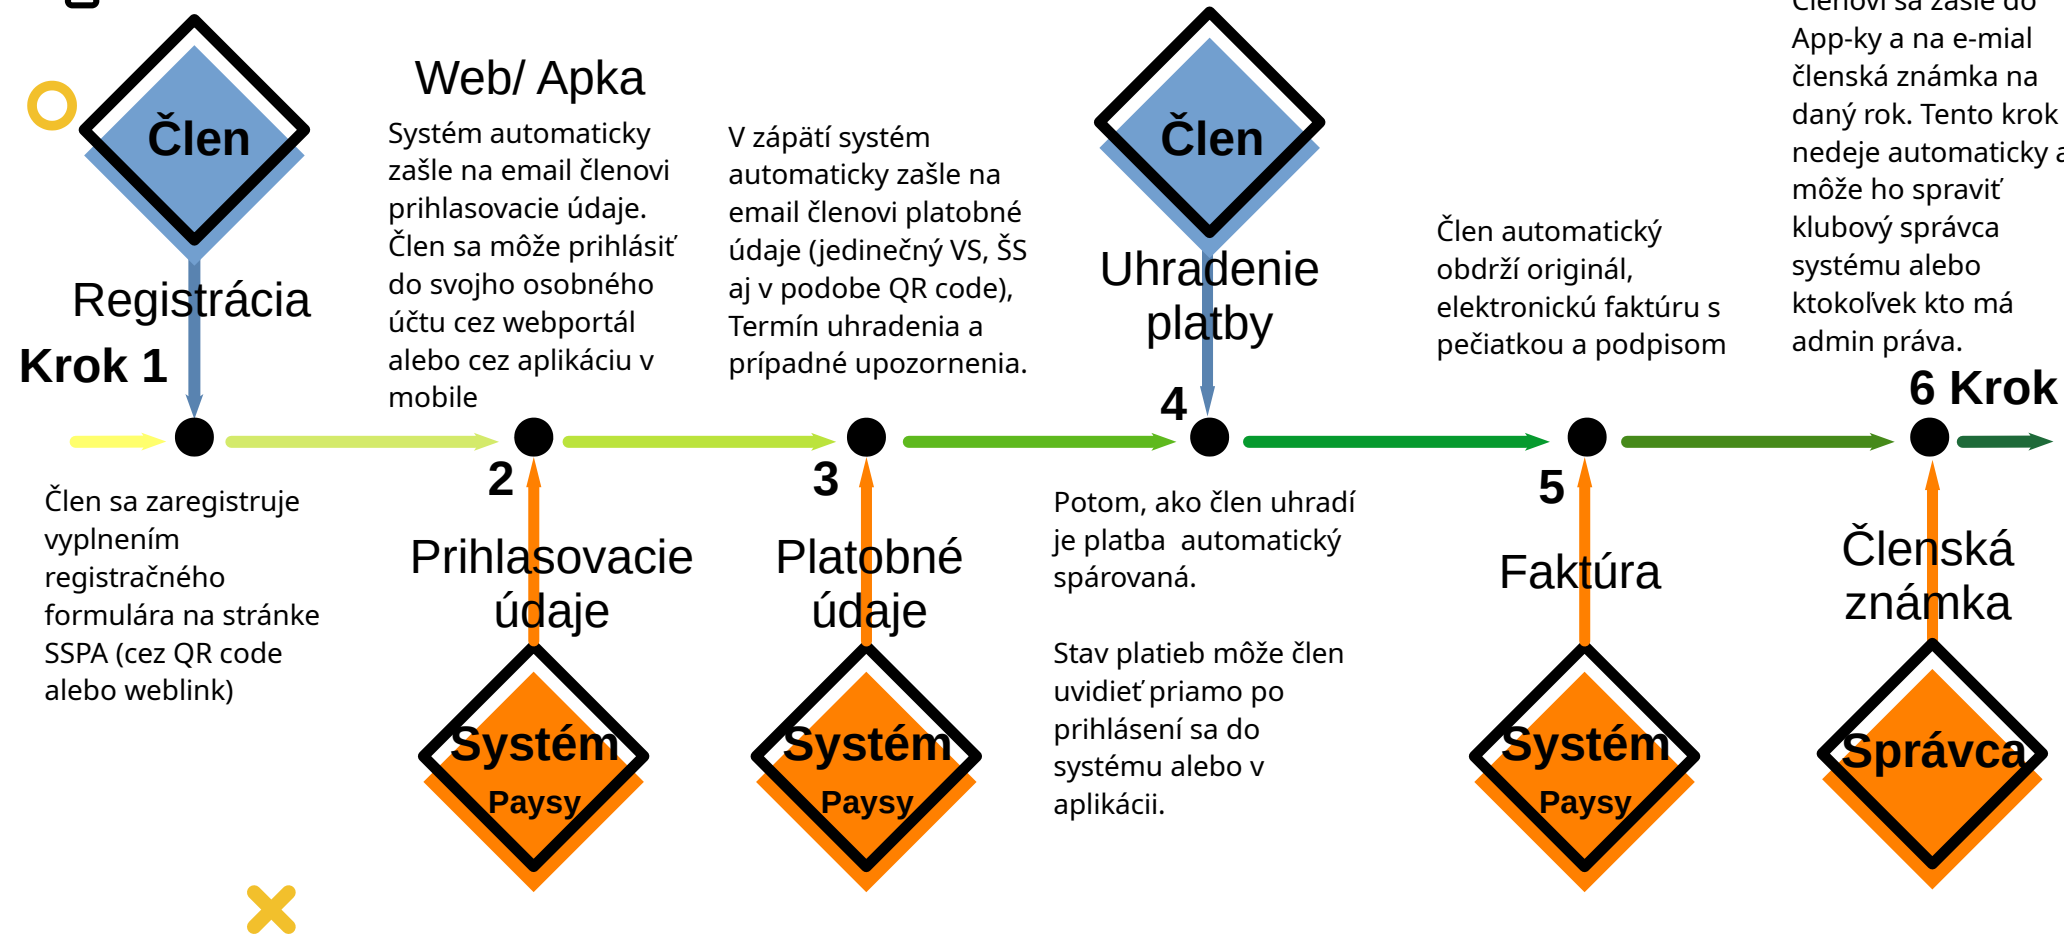 Člen
Registrácia
Krok 1
Člen sa zaregistruje
vyplnením
registračného
formulára na stránke
SSPA (cez QR code
alebo weblink)
Web/ Apka
Systém automaticky
zašle na email členovi
prihlasovacie údaje.
Člen sa môže prihlásiť
do svojho osobného
účtu cez webportál
alebo cez aplikáciu v
mobile
2
Prihlasovacie
údaje
Systém
Paysy
V zápätí systém
automaticky zašle na
email členovi platobné
údaje (jedinečný VS, ŠS
aj v podobe QR code),
Termín uhradenia a
prípadné upozornenia.
3
Platobné
údaje
Systém
Paysy
Člen
Uhradenie
platby
4
Potom, ako člen uhradí
je platba  automatický
spárovaná.
Stav platieb môže člen
uvidieť priamo po
prihlásení sa do
systému alebo v
aplikácii.
Člen automatický
obdrží originál,
elektronickú faktúru s
pečiatkou a podpisom
5
Faktúra
Systém
Paysy
Členovi sa zašle do
App-ky a na e-mial
členská známka na
daný rok. Tento krok
nedeje automaticky a
môže ho spraviť
klubový správca
systému alebo
ktokoľvek kto má
admin práva.
6 Krok
Členská
známka
Správca